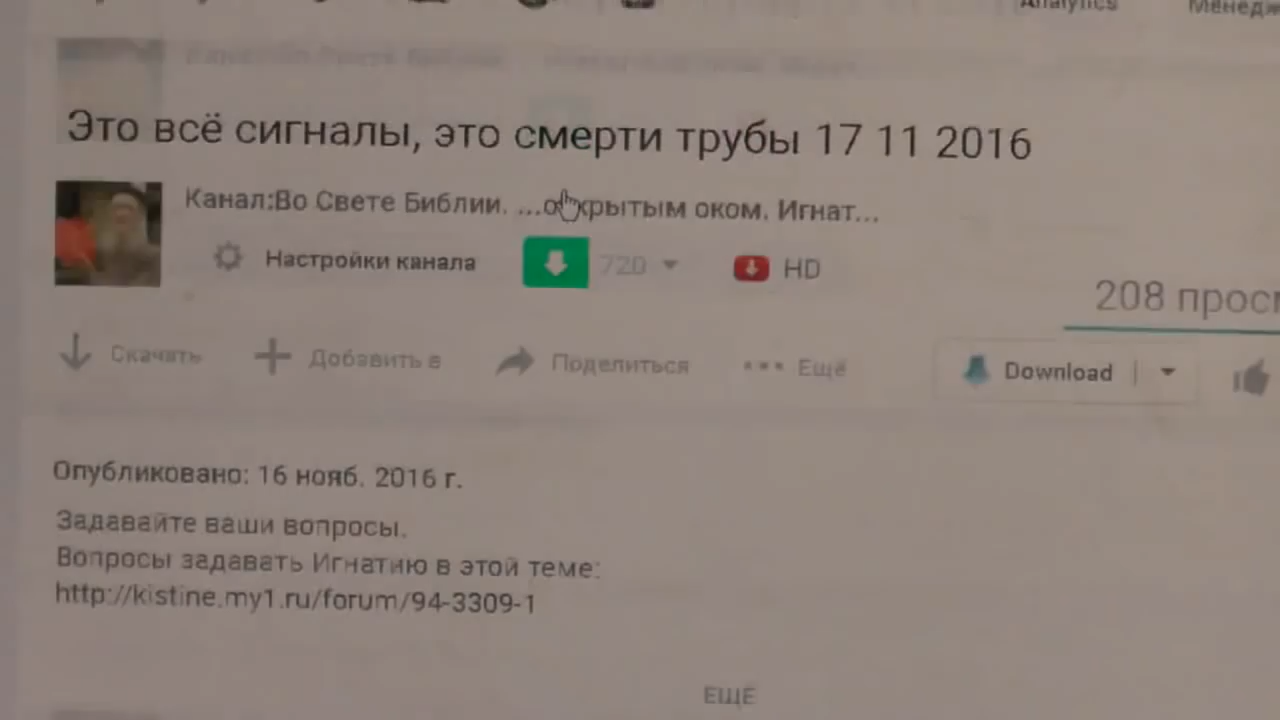 Analytics
Это всё сигналы, это смерти трубы 17 11 2016
Канал:Во Свете Библии. ...открытым оком. Игнат...
Настройки канала 720 HD
208
Скачать Добавить в Поделиться Ещё Download
Опубликовано: 16 нояб. 2016 г.
Задавайте ваши вопросы.
Вопросы задавать Игнатию в этой теме:
http://kistine.my1.ru/forum/94-3309-1
ЕЩЁ